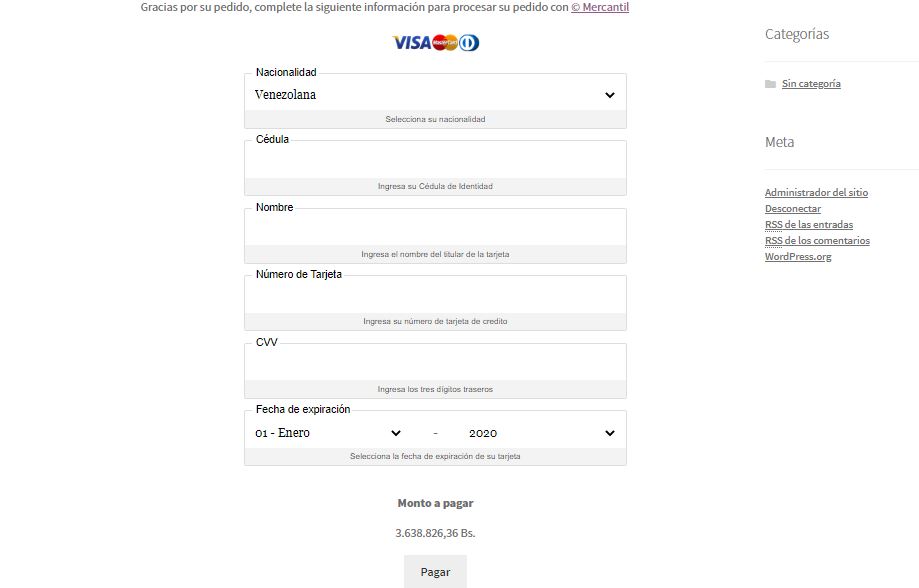 Gracias por su pedido, complete la siguiente información para procesar su pedido con © Mercantil
VISA MasterCard
Nacionalidad
Venezolana
Selecciona su nacionalidad
Cédula
Ingresa su Cédula de Identidad
Nombre
Ingresa el nombre del titular de la tarjeta
Número de Tarjeta
Ingresa su número de tarjeta de credito
CVV
Ingresa los tres dígitos traseros
Fecha de expiración
01 - Enero - 2020
Selecciona la fecha de expiración de su tarjeta
Monto a pagar
3.638.826,36 Bs.
Pagar
Categorías
Sin categoría
Meta
Administrador del sitio
Desconectar
RSS de las entradas
RSS de los comentarios
WordPress.org